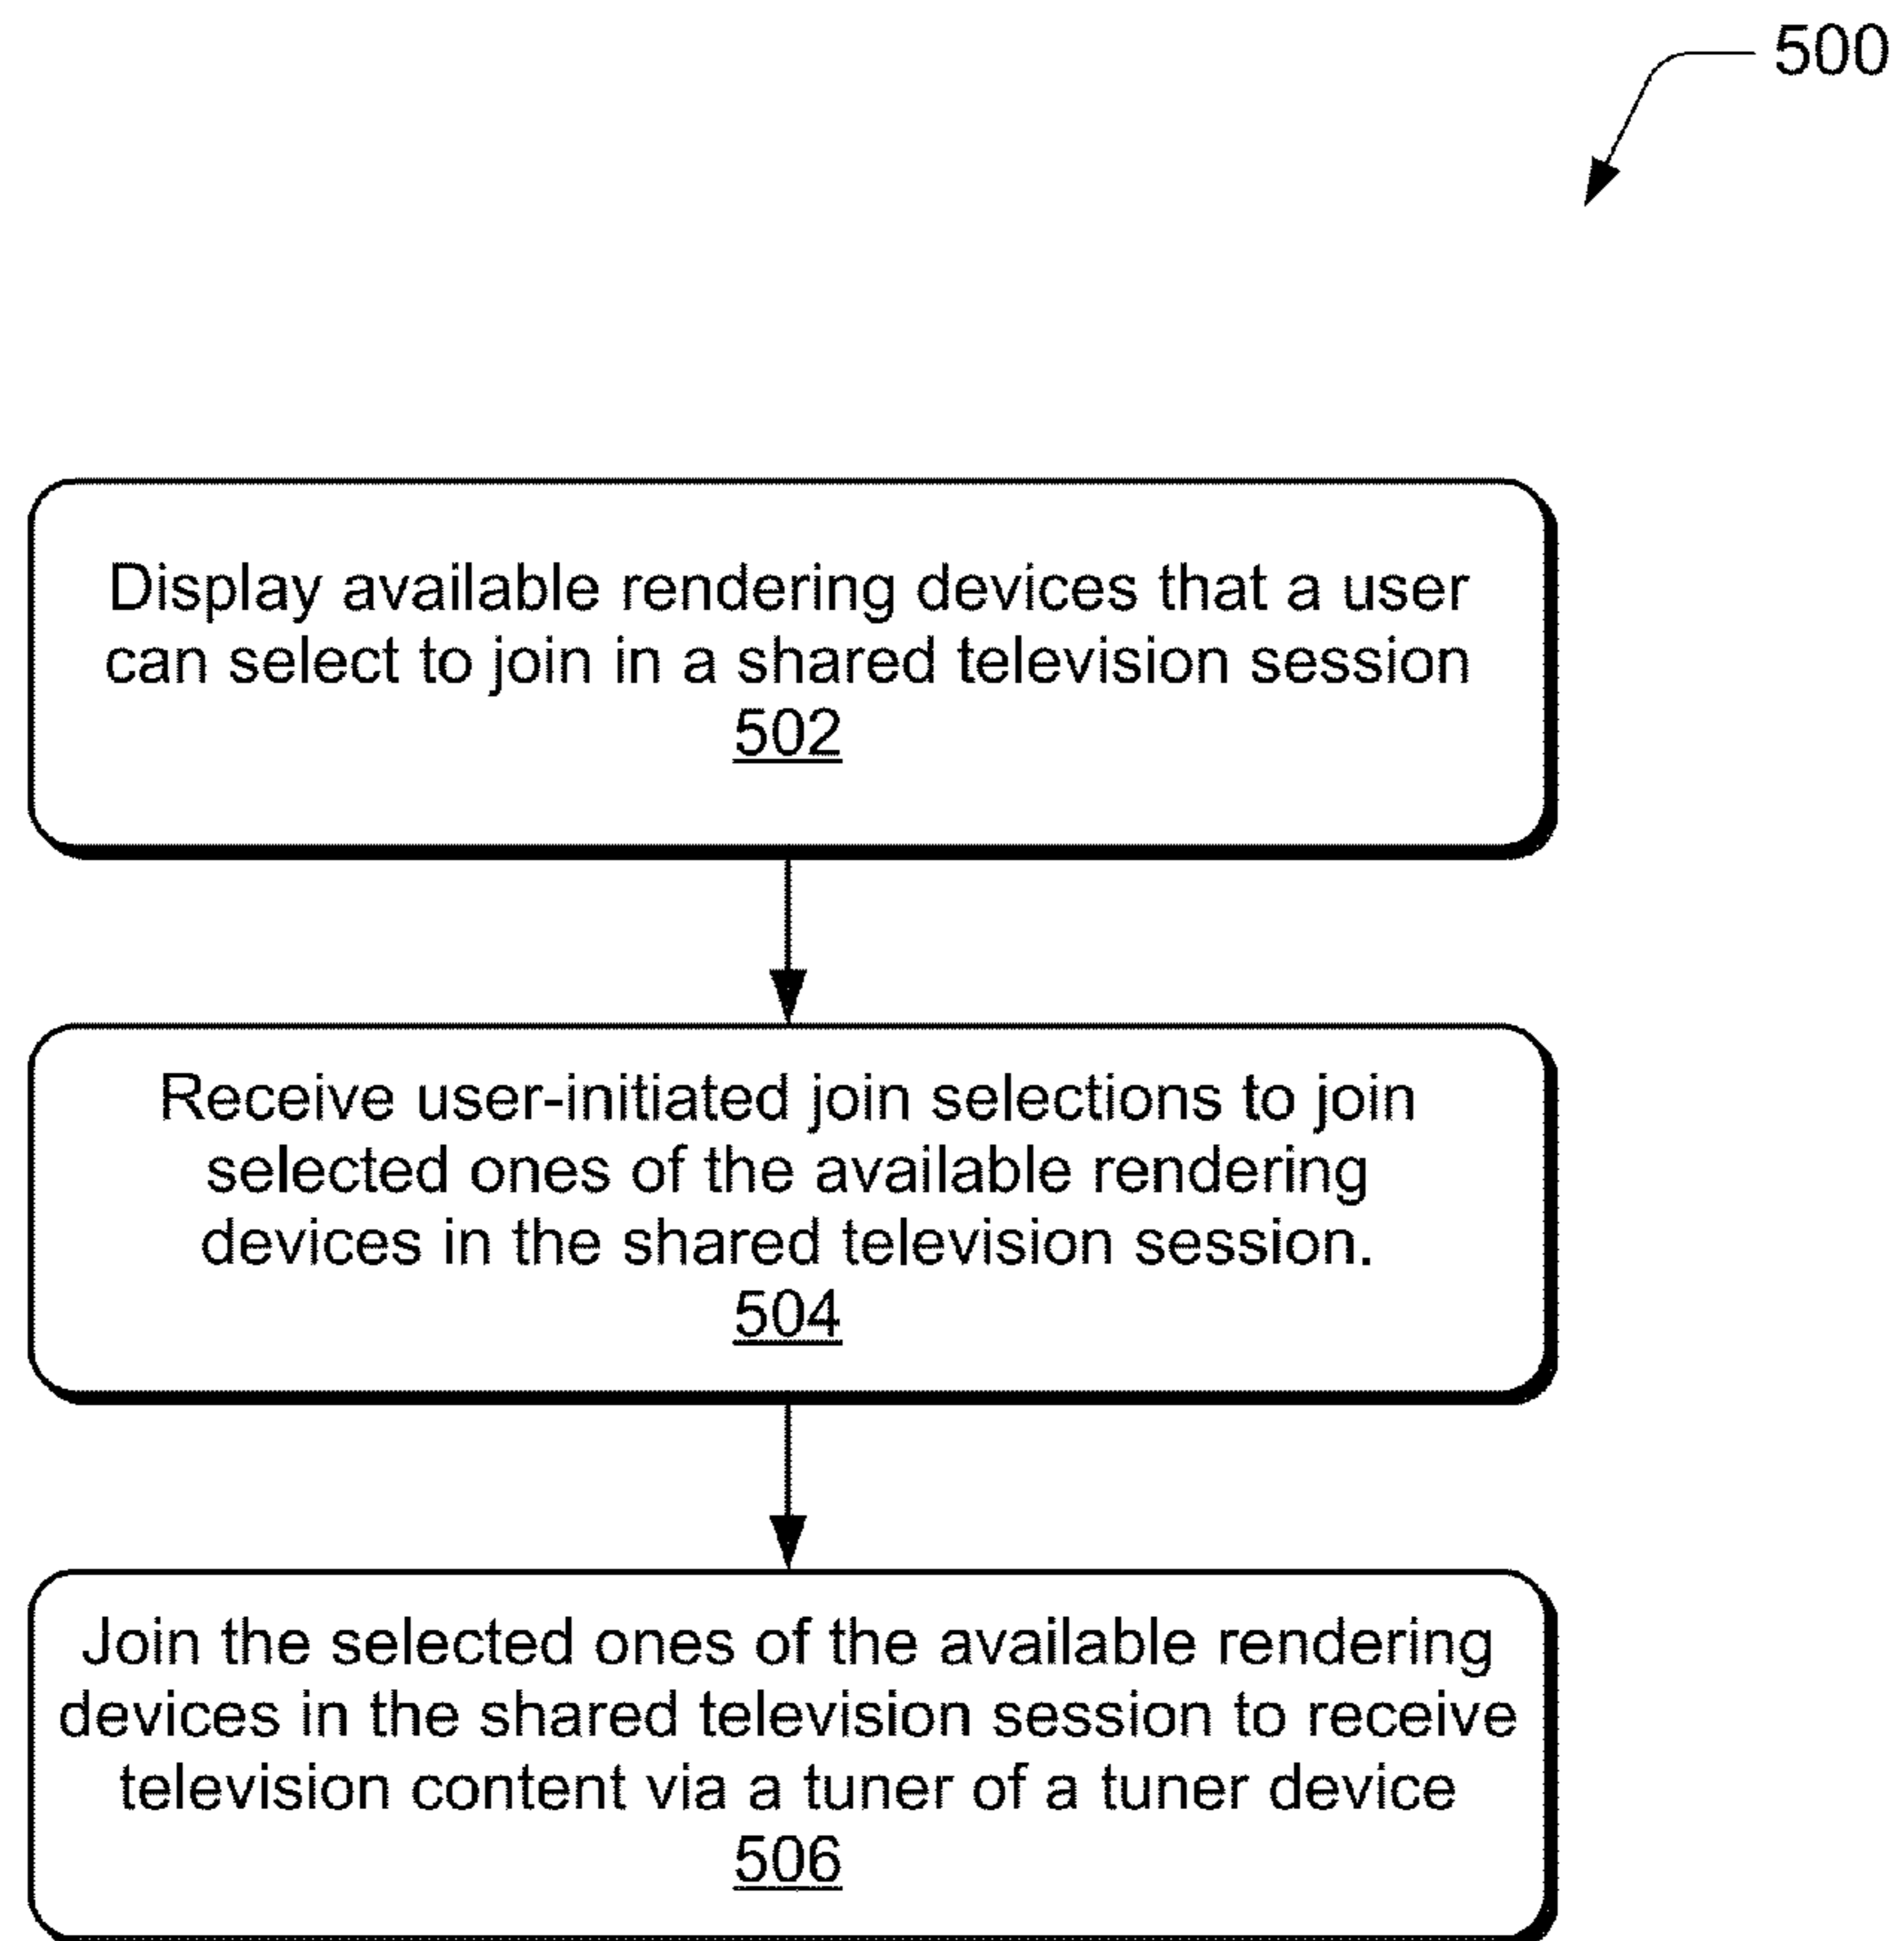 500
Display available rendering devices that a user
can select to join in a shared television session
502
Receive user-initiated join selections to join
selected ones of the available rendering
devices in the shared television session.
504
Join the selected ones of the available rendering
devices in the shared television session to receive
television content via a tuner of a tuner device
506